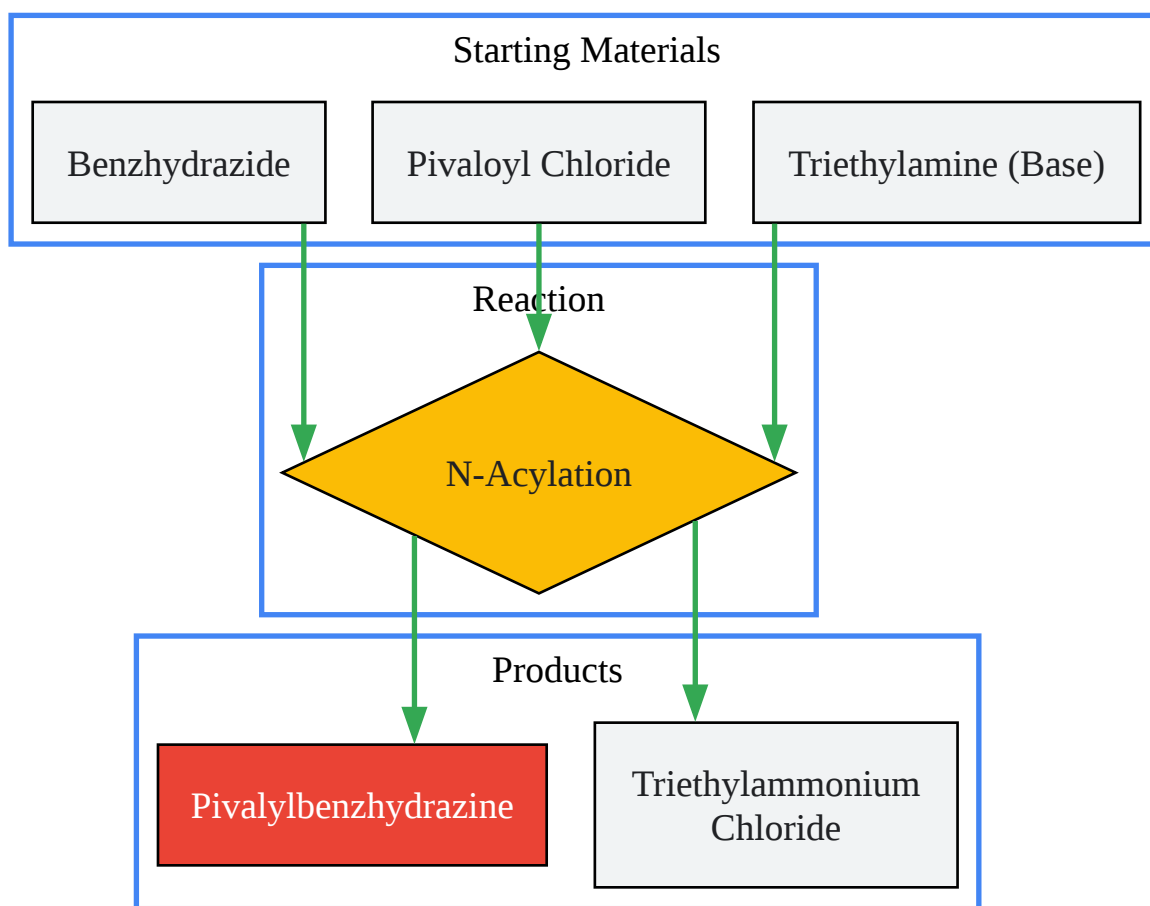 Starting Materials
Benzhydrazide
Pivaloyl Chloride
Triethylamine (Base)
Reaction
N-Acylation
Products
Pivalylbenzhydrazine
Triethylammonium
Chloride